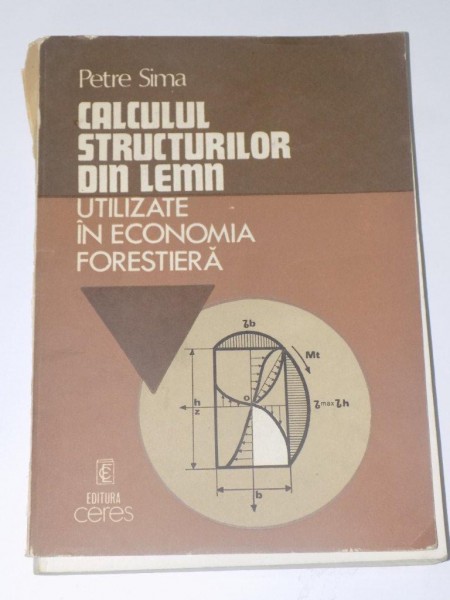 Petre Sima
CALCULUL
STRUCTURILOR
DIN LEMN
UTILIZATE
ÎN ECONOMIA
FORESTIERĂ
τb
Mt
h
z
o
τmax τh
b
EDITURA
ceres